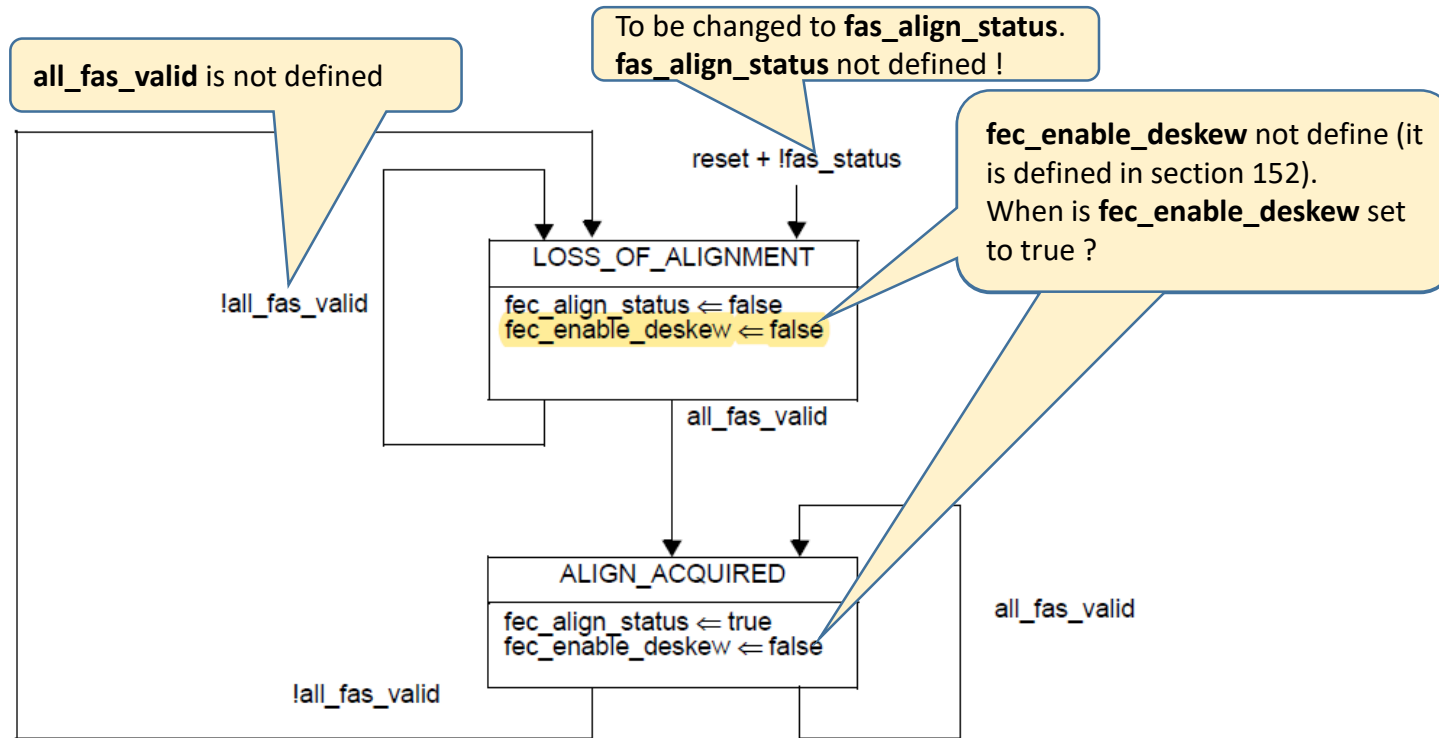 all_fas_valid is not defined
To be changed to fas_align_status.
fas_align_status not defined !
fec_enable_deskew not define (it
is defined in section 152).
When is fec_enable_deskew set
to true ?
reset + !fas_status
LOSS_OF_ALIGNMENT
fec_align_status ⇐ false
fec_enable_deskew ⇐ false
!all_fas_valid
all_fas_valid
ALIGN_ACQUIRED
fec_align_status ⇐ true
fec_enable_deskew ⇐ false
all_fas_valid
!all_fas_valid